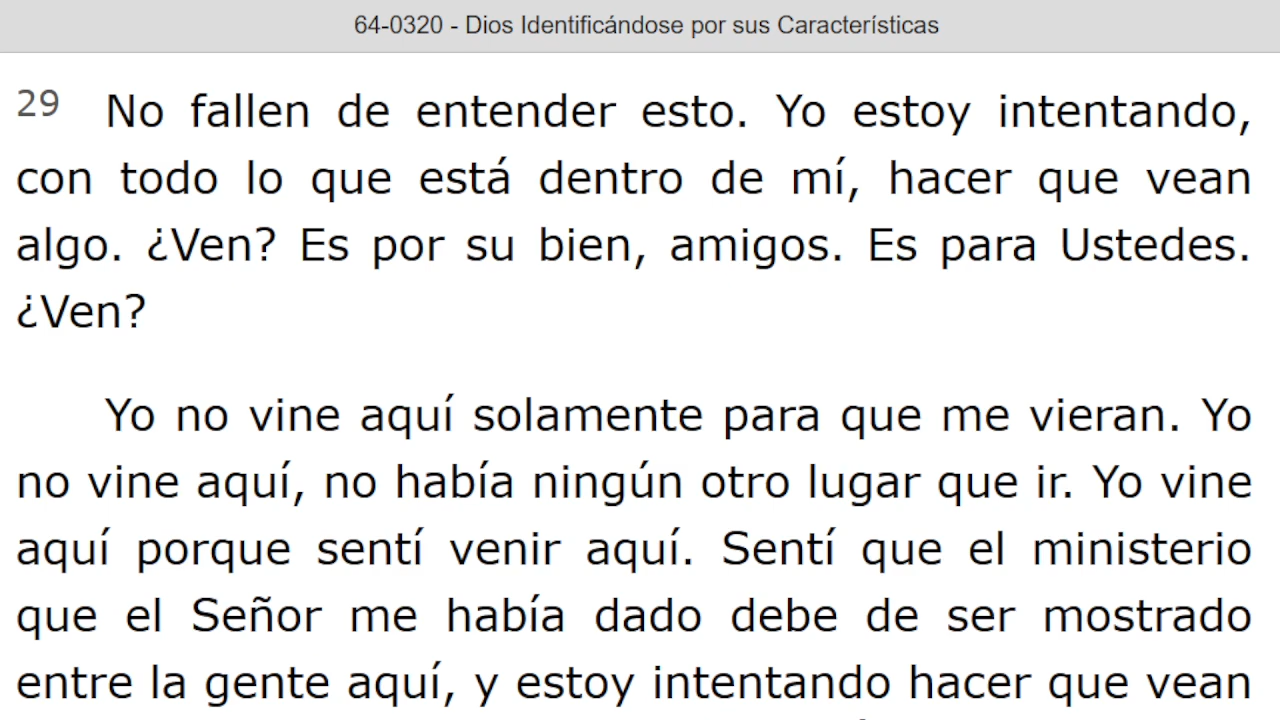 64-0320 - Dios Identificándose por sus Características
29 No fallen de entender esto. Yo estoy intentando,
con todo lo que está dentro de mí, hacer que vean
algo. ¿Ven? Es por su bien, amigos. Es para Ustedes.
¿Ven?
Yo no vine aquí solamente para que me vieran. Yo
no vine aquí, no había ningún otro lugar que ir. Yo vine
aquí porque sentí venir aquí. Sentí que el ministerio
que el Señor me había dado debe de ser mostrado
entre la gente aquí, y estoy intentando hacer que vean